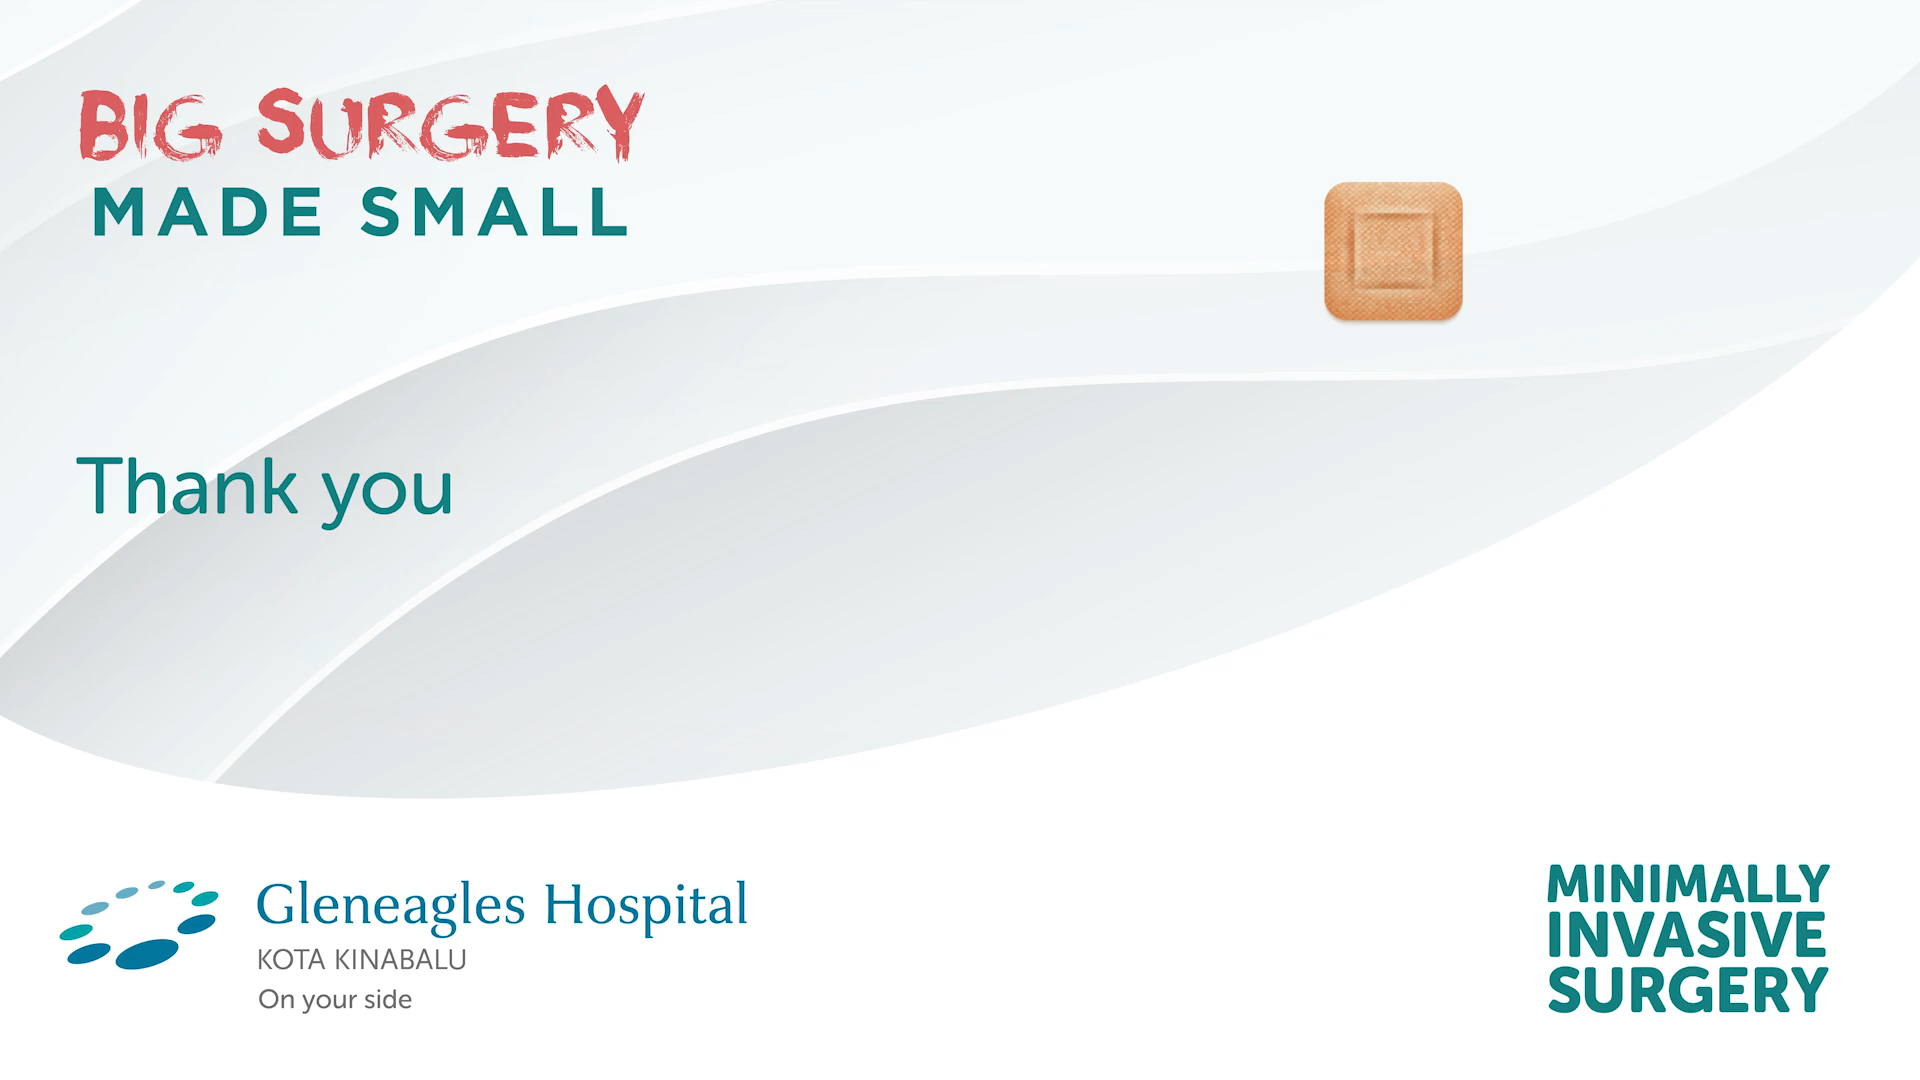 BIG SURGERY
MADE SMALL
Thank you
Gleneagles Hospital
KOTA KINABALU
On your side
MINIMALLY
INVASIVE
SURGERY